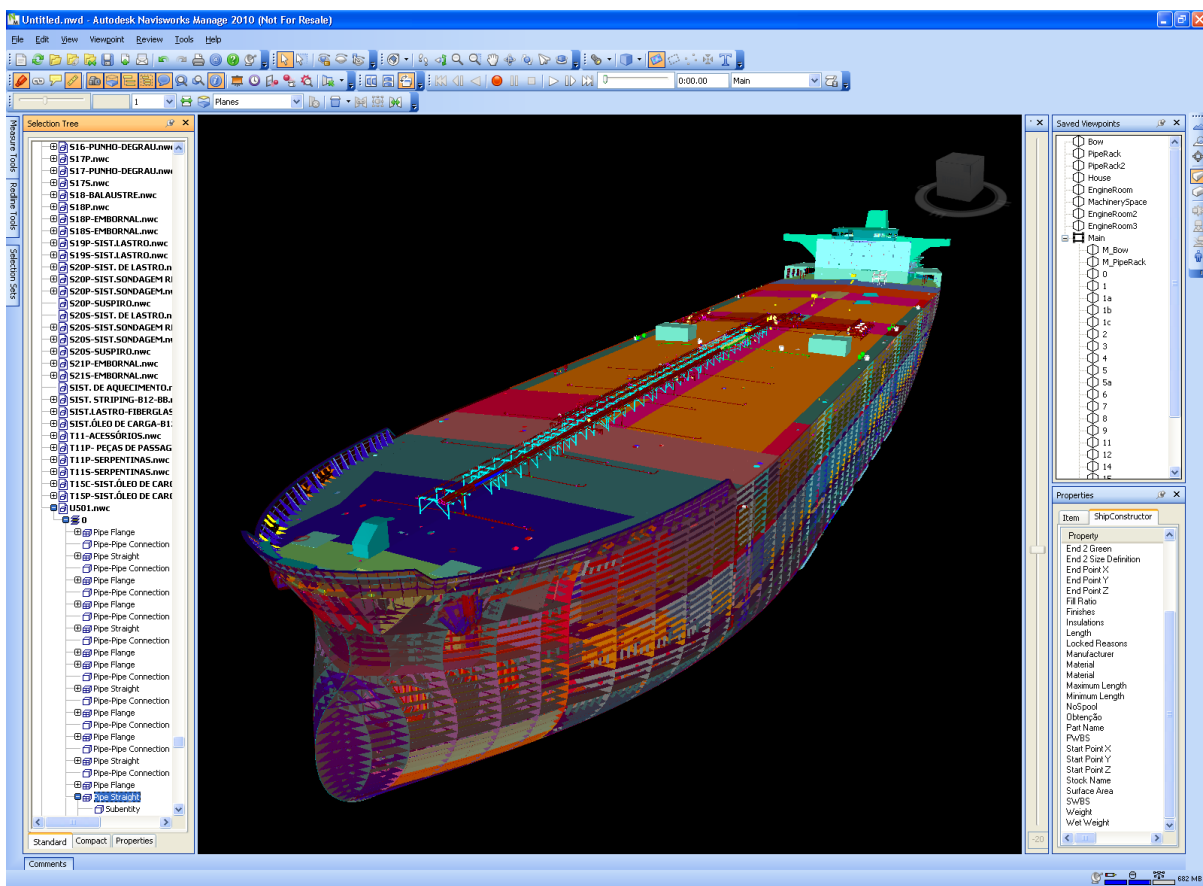 Untitled.nwd - Autodesk Navisworks Manage 2010 (Not For Resale)
File Edit View Viewpoint Review Tools Help
0:00.00 Main
1 Planes
Measure Tools
Redline Tools
Selection Sets
Selection Tree
S16-PUNHO-DEGRAU.nw
S17P.nwc
S17-PUNHO-DEGRAU.nw
S17S.nwc
S18-BALAUSTRE.nwc
S18P.nwc
S18P-EMBORNAL.nwc
S18S-EMBORNAL.nwc
S19P-SIST.LASTRO.nwc
S19S-SIST.LASTRO.nwc
S20P-SIST. DE LASTRO.n
S20P-SIST.SONDAGEM RI
S20P-SIST.SONDAGEM.n
S20P-SUSPIRO.nwc
S20S-SIST. DE LASTRO.n
S20S-SIST.SONDAGEM RI
S20S-SIST.SONDAGEM.n
S20S-SUSPIRO.nwc
S21P-EMBORNAL.nwc
S21S-EMBORNAL.nwc
SIST. DE AQUECIMENTO.r
SIST. STRIPING-B12-BB.
SIST.LASTRO-FIBERGLAS
SIST.ÓLEO DE CARGA-B1
T11-ACESSÓRIOS.nwc
T11P- PEÇAS DE PASSAG
T11P-SERPENTINAS.nwc
T11S-SERPENTINAS.nwc
T15C-SIST.ÓLEO DE CAR
T15P-SIST.ÓLEO DE CAR
U501.nwc
0
Pipe Flange
Pipe-Pipe Connection
Pipe Straight
Pipe-Pipe Connection
Pipe Flange
Pipe-Pipe Connection
Pipe Flange
Pipe-Pipe Connection
Pipe Straight
Pipe-Pipe Connection
Pipe Flange
Pipe Flange
Pipe-Pipe Connection
Pipe Straight
Pipe-Pipe Connection
Pipe Flange
Pipe-Pipe Connection
Pipe Flange
Pipe-Pipe Connection
Pipe Straight
Pipe-Pipe Connection
Pipe Flange
Pipe Straight
Subentity
Standard Compact Properties
Comments
-20
Saved Viewpoints
Bow
PipeRack
PipeRack2
House
EngineRoom
MachinerySpace
EngineRoom2
EngineRoom3
Main
M_Bow
M_PipeRack
0
1
1a
1b
1c
2
3
4
5
5a
6
7
8
9
11
12
14
15
Properties
Item ShipConstructor
Property
End 2 Green
End 2 Size Definition
End Point X
End Point Y
End Point Z
Fill Ratio
Finishes
Insulations
Length
Locked Reasons
Manufacturer
Material
Material
Maximum Length
Minimum Length
NoSpool
Obtenção
Part Name
PWBS
Start Point X
Start Point Y
Start Point Z
Stock Name
Surface Area
SWBS
Weight
Wet Weight
682 MB